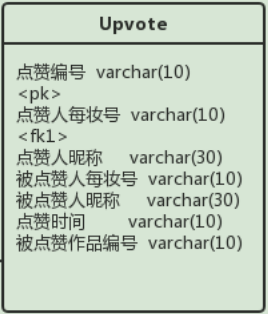 Upvote
点赞编号 varchar(10)
<pk>
点赞人每妆号 varchar(10)
<fk1>
点赞人昵称 varchar(30)
被点赞人每妆号 varchar(10)
被点赞人昵称 varchar(30)
点赞时间 varchar(10)
被点赞作品编号 varchar(10)